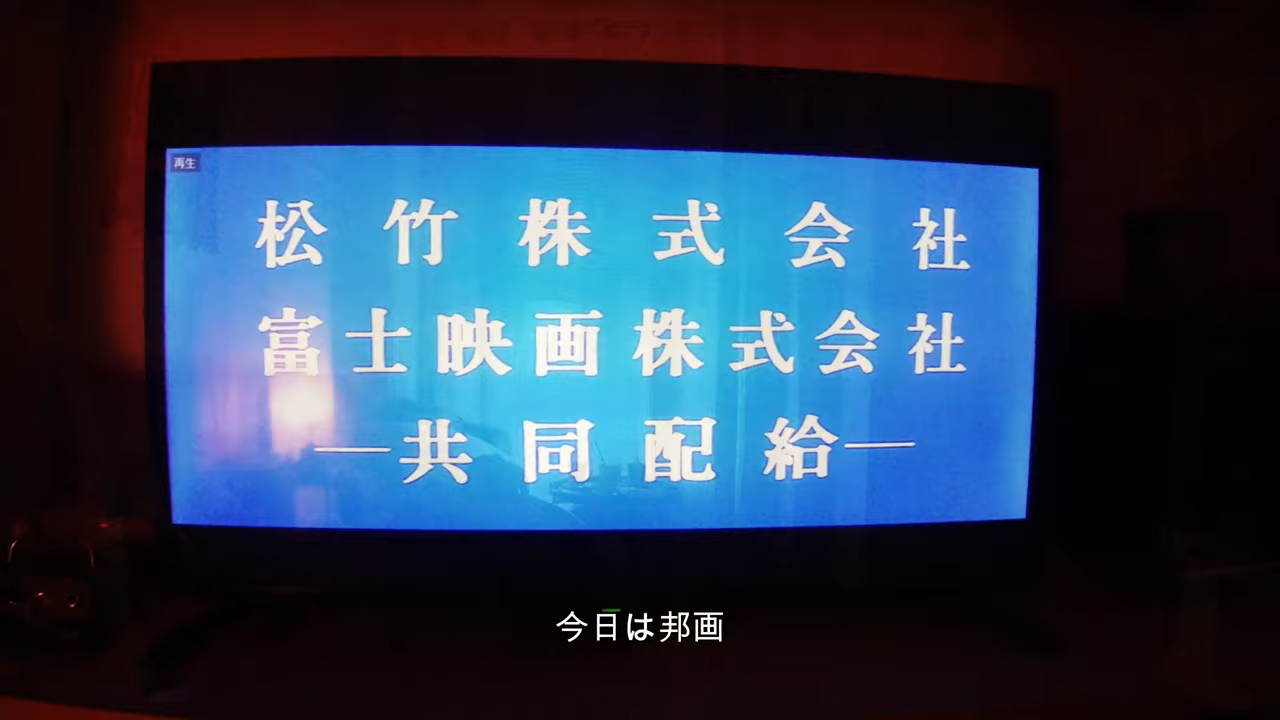 再生
松竹株式会社
富士映画株式会社
―共同配給―
今日は邦画